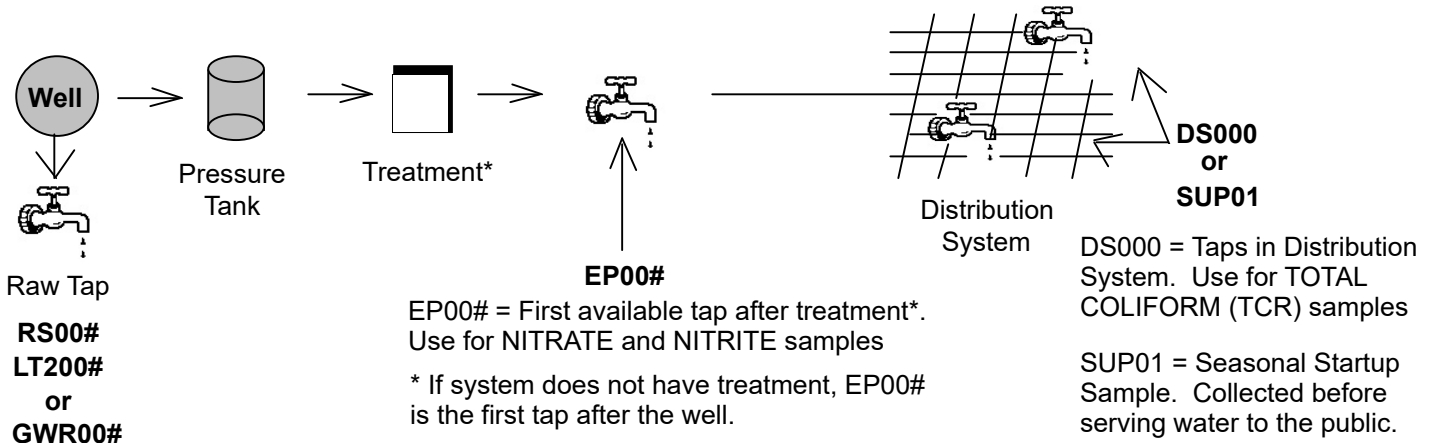 Well
Pressure
Tank
Treatment*
Raw Tap
RS00#
LT200#
or
GWR00#
EP00#
EP00# = First available tap after treatment*.
Use for NITRATE and NITRITE samples
* If system does not have treatment, EP00#
is the first tap after the well.
Distribution
System
DS000
or
SUP01
DS000 = Taps in Distribution
System. Use for TOTAL
COLIFORM (TCR) samples
SUP01 = Seasonal Startup
Sample. Collected before
serving water to the public.